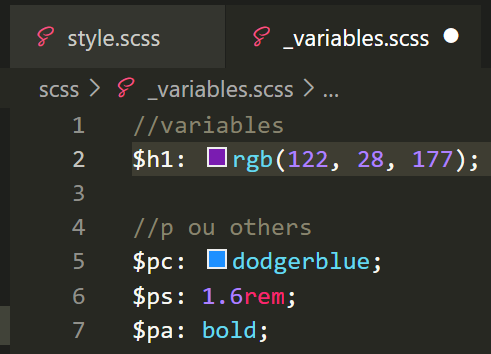 style.scss _variables.scss
scss > _variables.scss > ...
1 //variables
2 $h1: rgb(122, 28, 177);
3
4 //p ou others
5 $pc: dodgerblue;
6 $ps: 1.6rem;
7 $pa: bold;